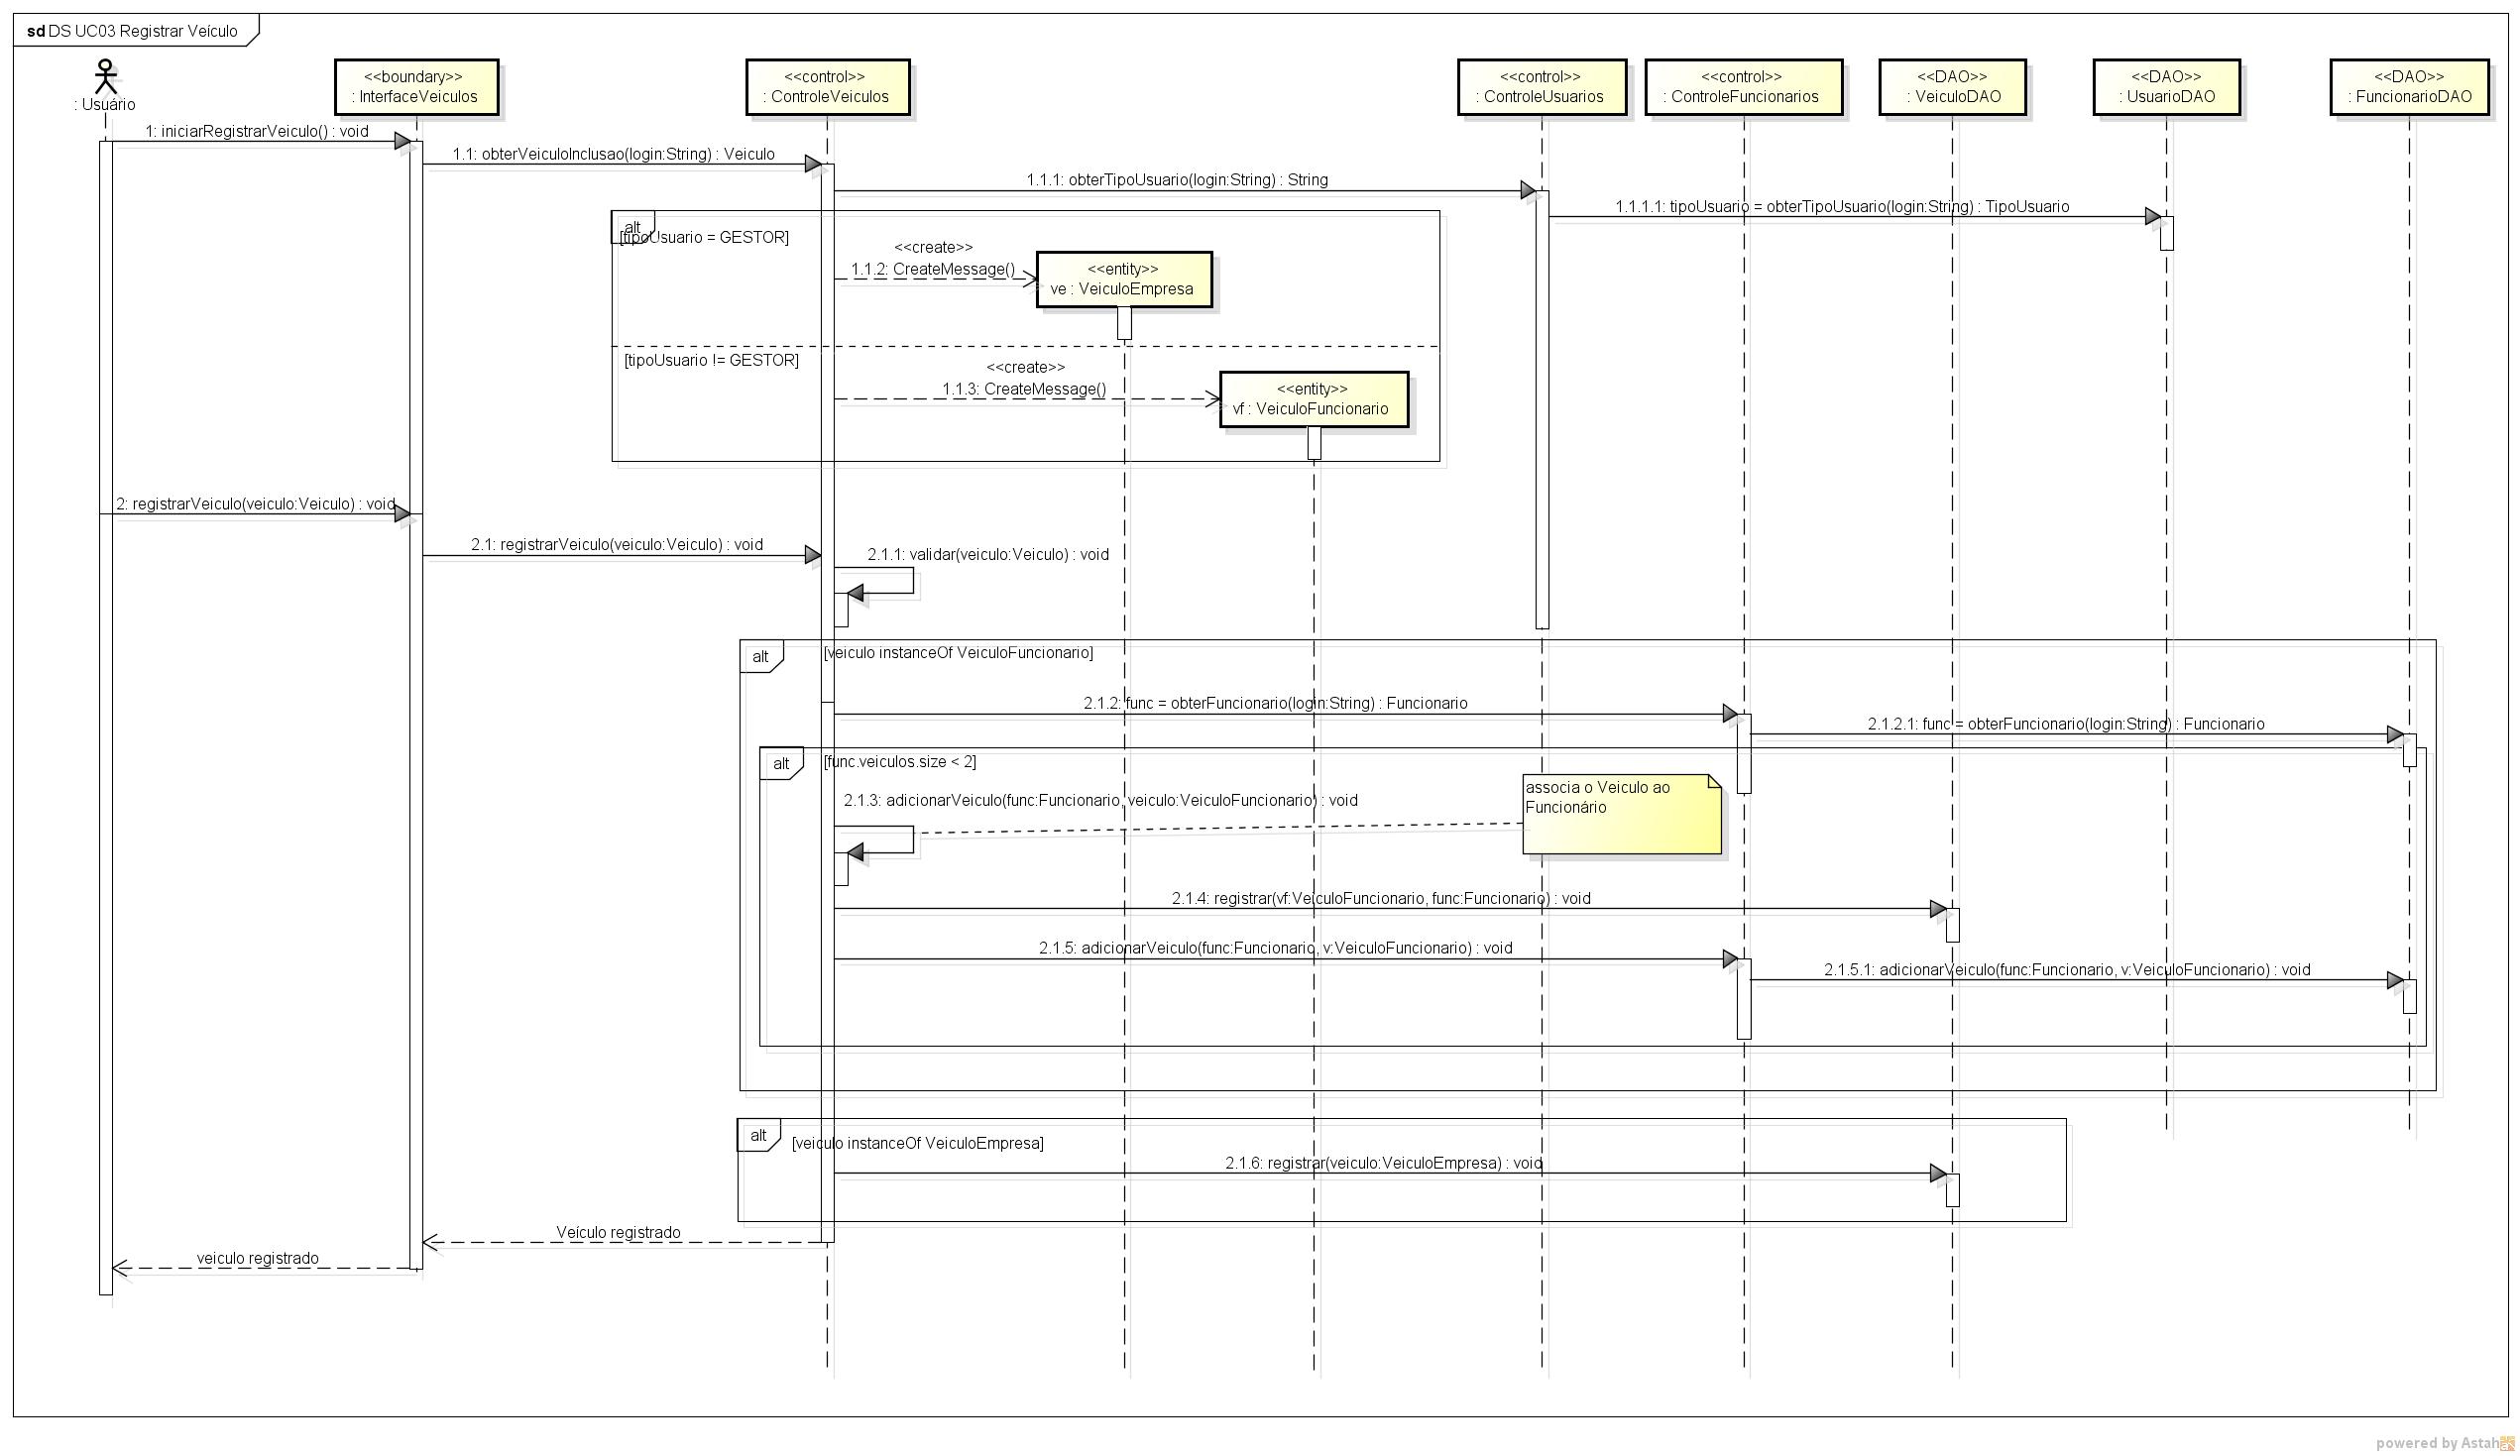 sd DS UC03 Registrar Veículo
: Usuário
<<boundary>>
: InterfaceVeiculos
<<control>>
: ControleVeiculos
<<control>>
: ControleUsuarios
<<control>>
: ControleFuncionarios
<<DAO>>
: VeiculoDAO
<<DAO>>
: UsuarioDAO
<<DAO>>
: FuncionarioDAO
1: iniciarRegistrarVeiculo() : void
1.1: obterVeiculoInclusao(login:String) : Veiculo
1.1.1: obterTipoUsuario(login:String) : String
1.1.1.1: tipoUsuario = obterTipoUsuario(login:String) : TipoUsuario
alt
[tipoUsuario = GESTOR]
<<create>>
1.1.2: CreateMessage()
<<entity>>
ve : VeiculoEmpresa
[tipoUsuario != GESTOR]
<<create>>
1.1.3: CreateMessage()
<<entity>>
vf : VeiculoFuncionario
2: registrarVeiculo(veiculo:Veiculo) : void
2.1: registrarVeiculo(veiculo:Veiculo) : void
2.1.1: validar(veiculo:Veiculo) : void
alt
[veiculo instanceOf VeiculoFuncionario]
2.1.2: func = obterFuncionario(login:String) : Funcionario
2.1.2.1: func = obterFuncionario(login:String) : Funcionario
alt
[func.veiculos.size < 2]
associa o Veiculo ao
Funcionário
2.1.3: adicionarVeiculo(func:Funcionario, veiculo:VeiculoFuncionario) : void
2.1.4: registrar(vf:VeiculoFuncionario, func:Funcionario) : void
2.1.5: adicionarVeiculo(func:Funcionario, v:VeiculoFuncionario) : void
2.1.5.1: adicionarVeiculo(func:Funcionario, v:VeiculoFuncionario) : void
alt
[veiculo instanceOf VeiculoEmpresa]
2.1.6: registrar(veiculo:VeiculoEmpresa) : void
Veículo registrado
veiculo registrado
powered by Astah